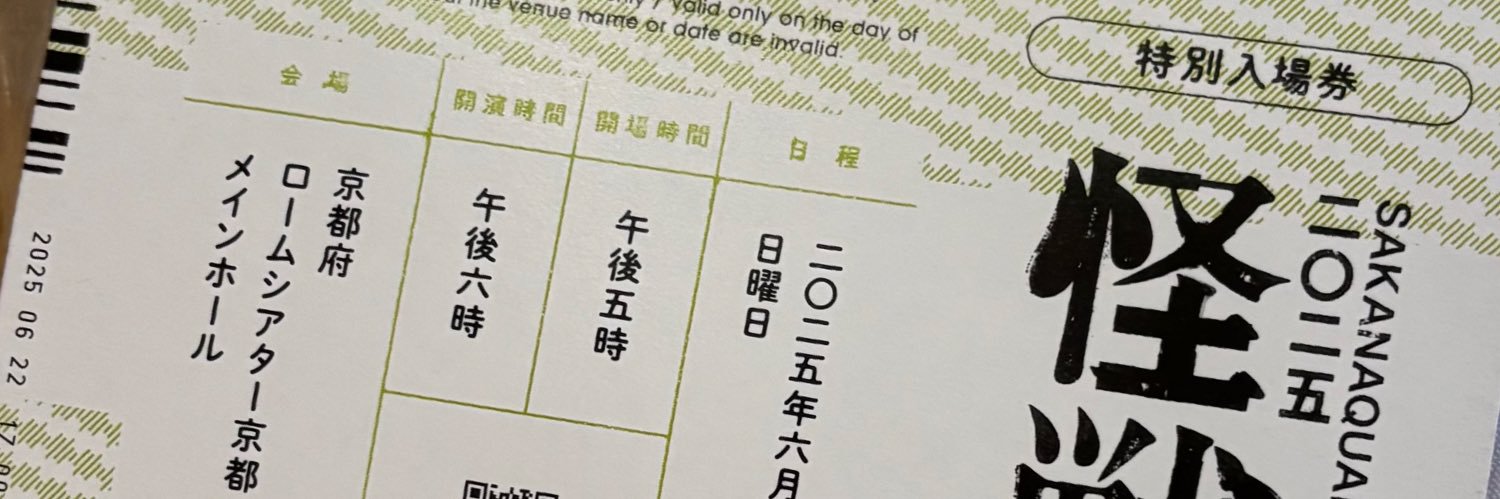 valid only on the day of
the venue name or date are invalid.
特別入場券
SAKANAQUA
二〇二五
怪
日程
二〇二五年六月
日曜日
開場時間
午後五時
開演時間
午後六時
会場
京都府
ロームシアター京都
メインホール
2025 06 22